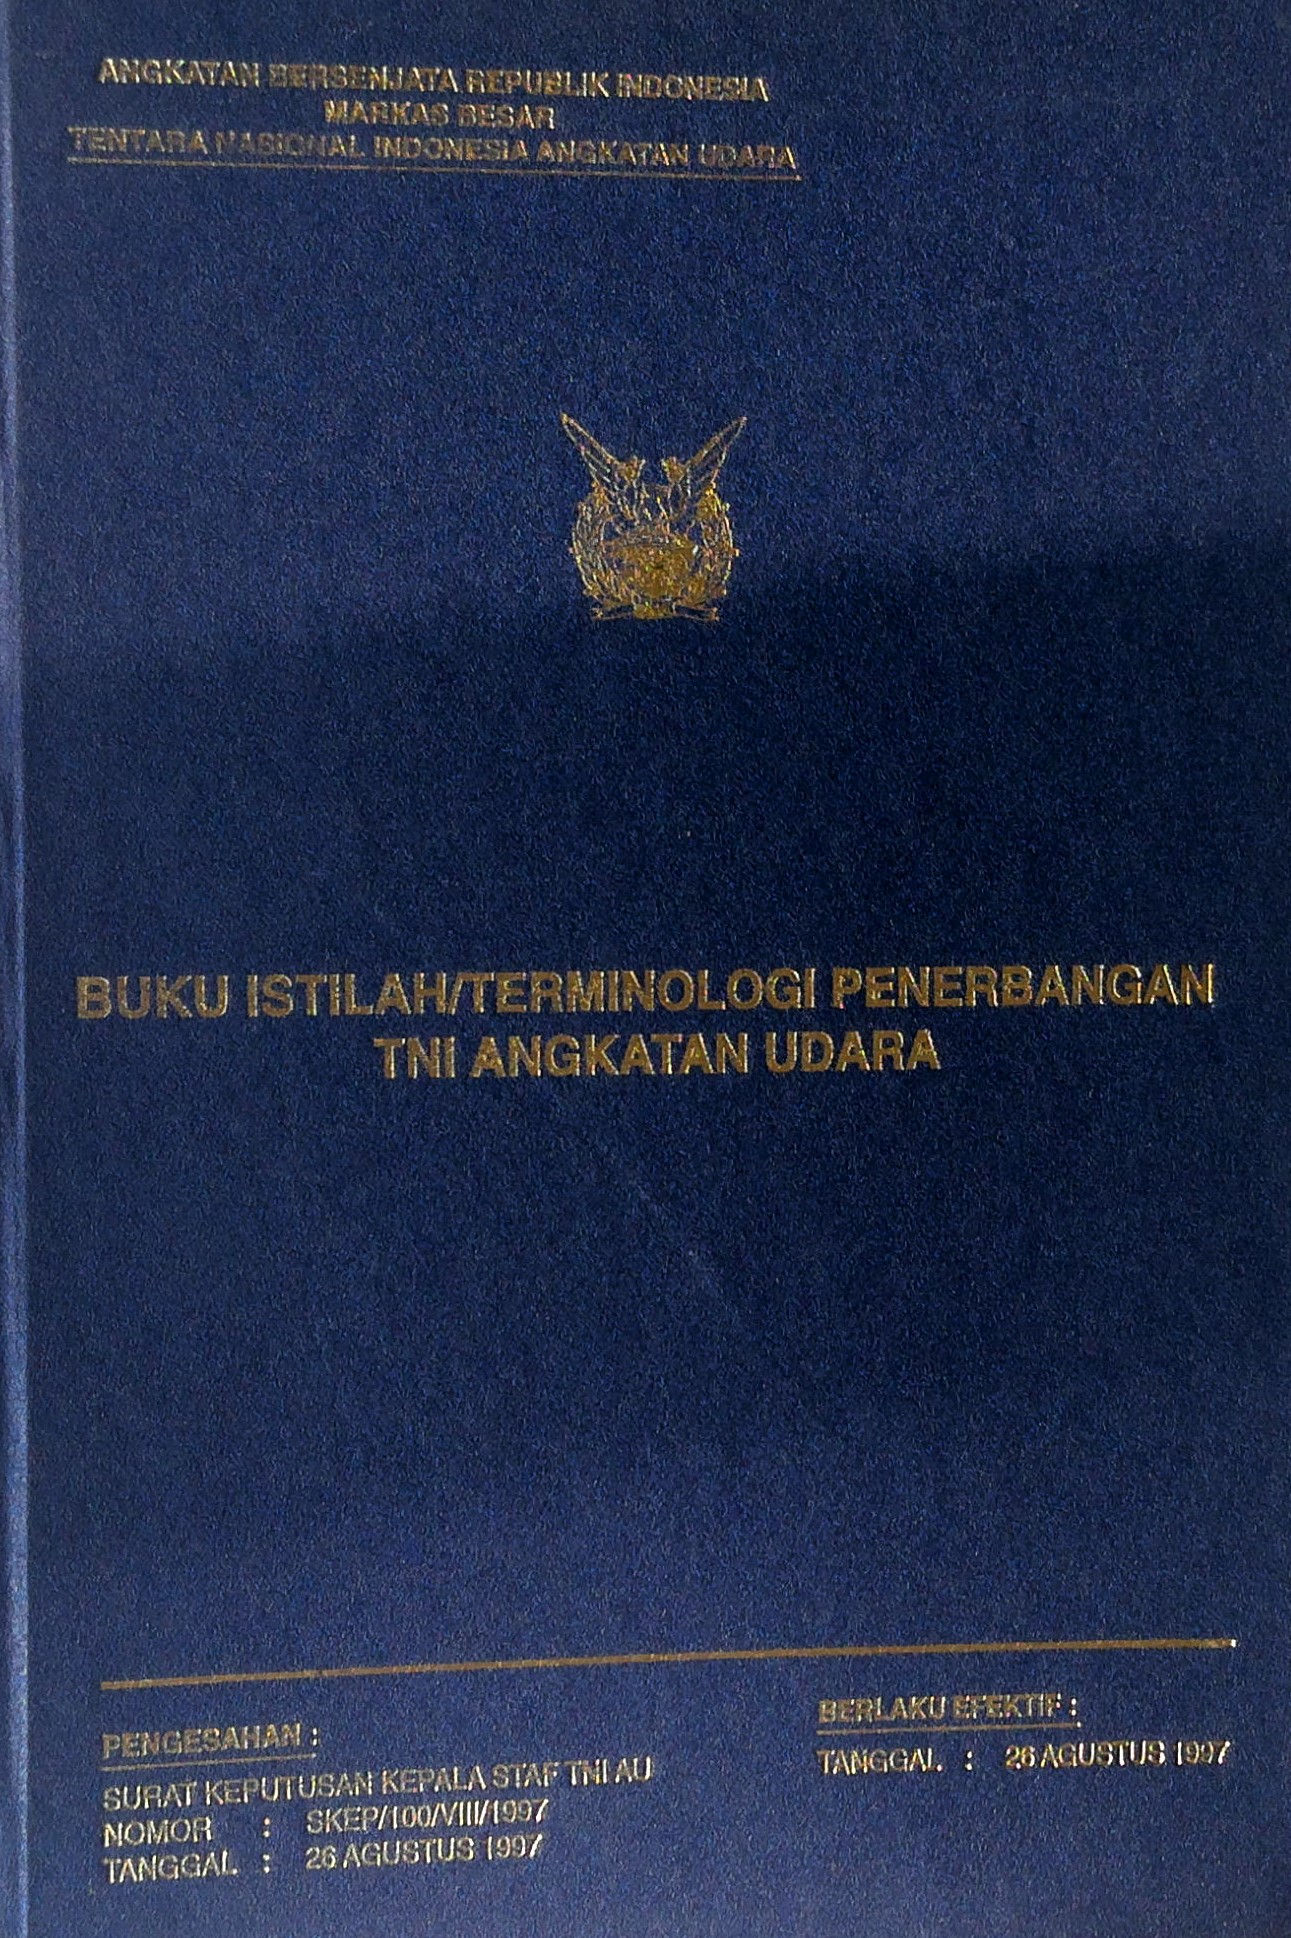 ANGKATAN BERSENJATA REPUBLIK INDONESIA
MARKAS BESAR
TENTARA NASIONAL INDONESIA ANGKATAN UDARA
BUKU ISTILAH/TERMINOLOGI PENERBANGAN
TNI ANGKATAN UDARA
PENGESAHAN :
SURAT KEPUTUSAN KEPALA STAF TNI AU
NOMOR : SKEP/100/VIII/1997
TANGGAL : 26 AGUSTUS 1997
BERLAKU EFEKTIF :
TANGGAL : 26 AGUSTUS 1997